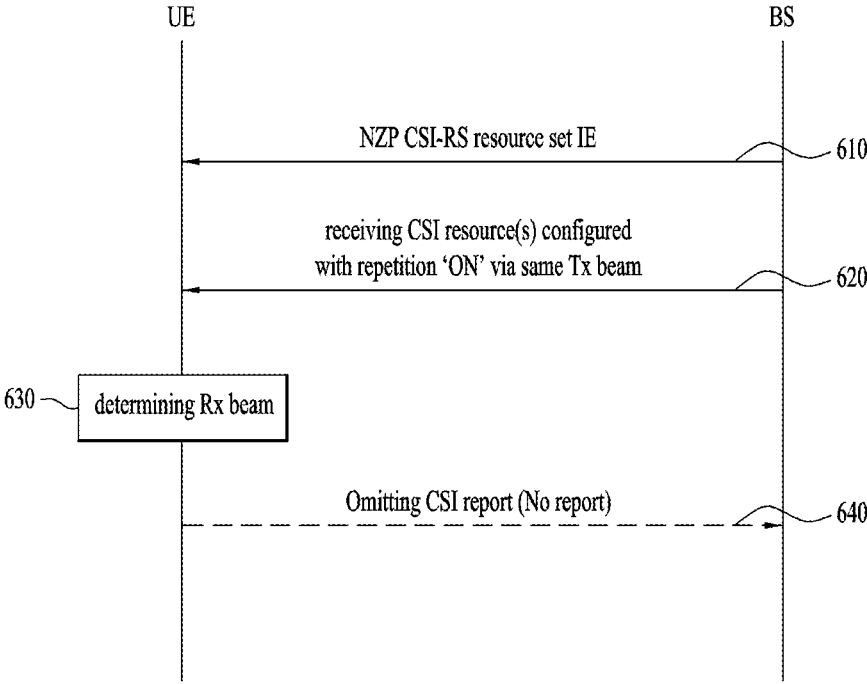 UE
BS
NZP CSI-RS resource set IE
610
receiving CSI resource(s) configured
with repetition ‘ON’ via same Tx beam
620
630
determining Rx beam
Omitting CSI report (No report)
640